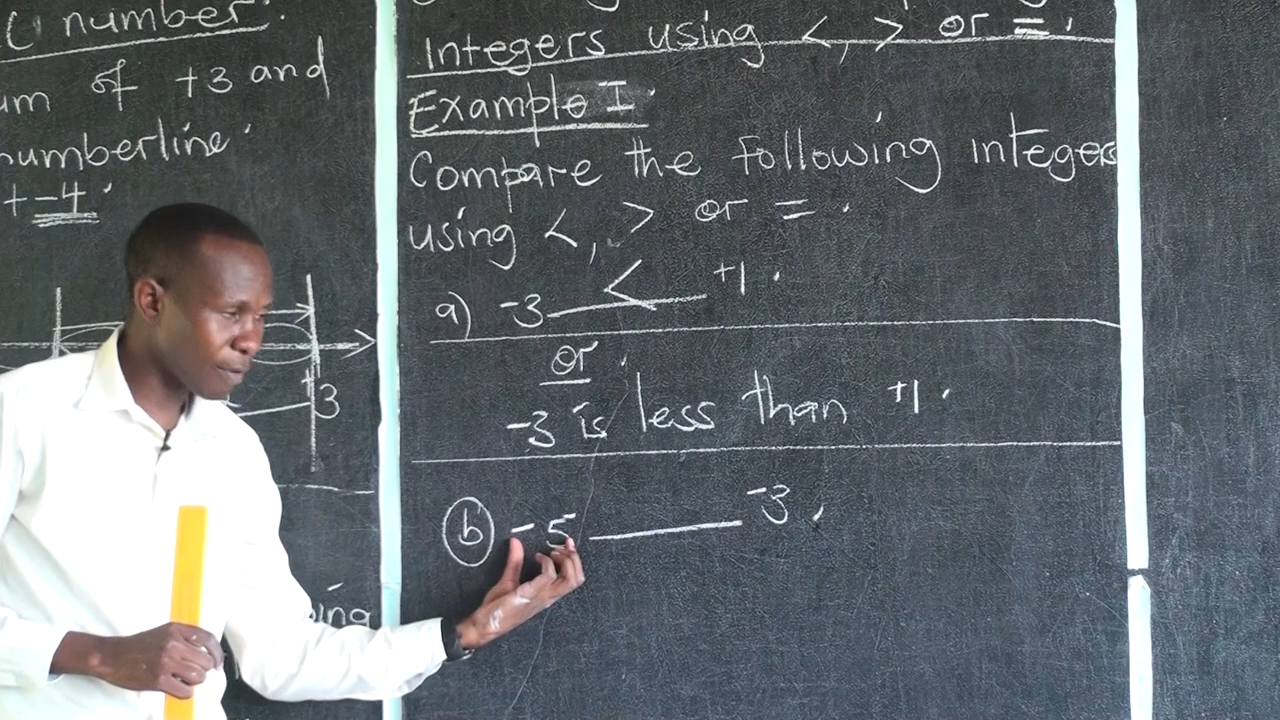 number.
of +3 and
numberline.
+ -4.
+3
Integers using <, > or =.
Example I.
Compare the following integers
using <, > or = .
a) -3 < +1 .
or .
-3 is less than +1 .
b -5 ______ -3 .